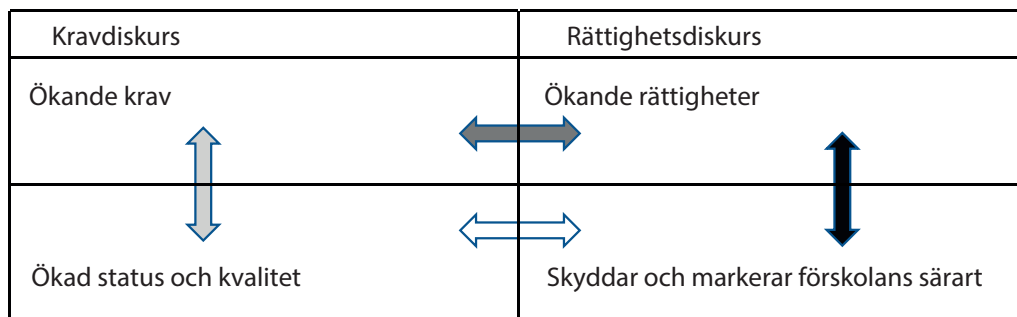 Kravdiskurs
Rättighetsdiskurs
Ökande krav
Ökande rättigheter
Ökad status och kvalitet
Skyddar och markerar förskolans särart